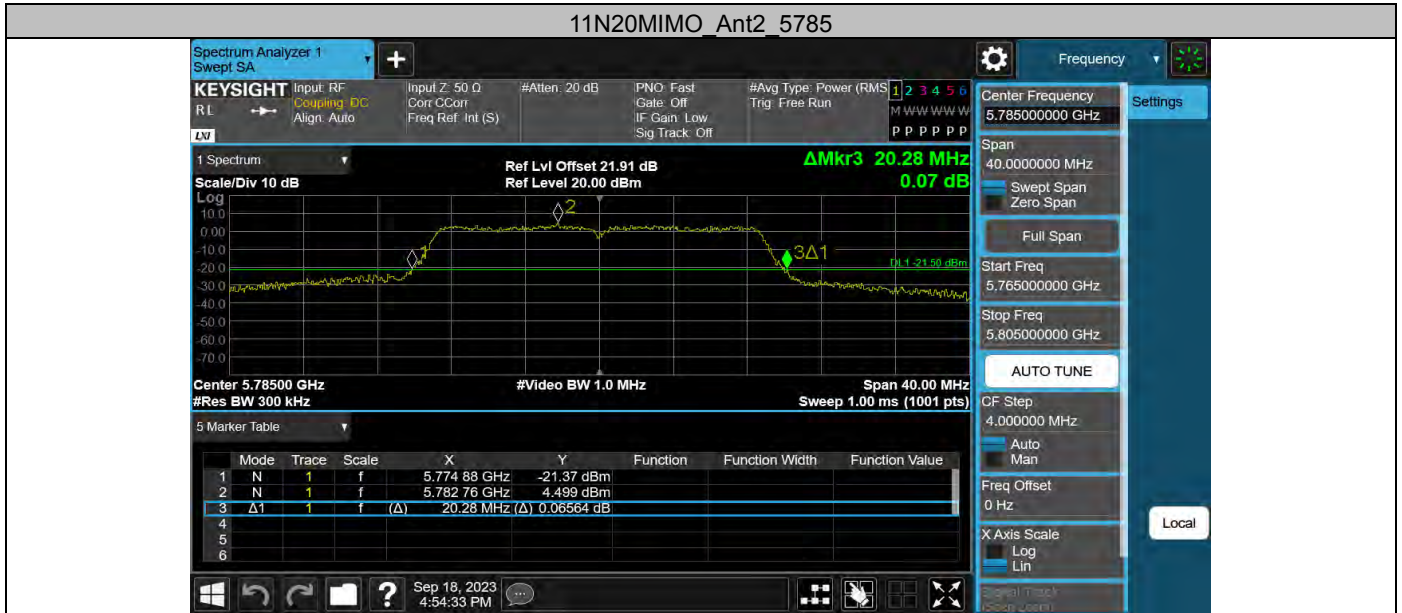 11N20MIMO_Ant2_5785
Spectrum Analyzer 1
Swept SA
+
Frequency
KEYSIGHT
RL
LXI
Input: RF
Coupling: DC
Align: Auto
Input Z: 50 Ω
Corr CCorr
Freq Ref: Int (S)
#Atten: 20 dB
PNO: Fast
Gate: Off
IF Gain: Low
Sig Track: Off
#Avg Type: Power (RMS
Trig: Free Run
1 2 3 4 5 6
M W W W W W
P P P P P P
1 Spectrum
Scale/Div 10 dB
Ref Lvl Offset 21.91 dB
Ref Level 20.00 dBm
ΔMkr3 20.28 MHz
0.07 dB
Log
10.0
0.00
-10.0
-20.0
-30.0
-40.0
-50.0
-60.0
-70.0
1
2
3Δ1
DL1 -21.50 dBm
Center 5.78500 GHz
#Video BW 1.0 MHz
Span 40.00 MHz
#Res BW 300 kHz
Sweep 1.00 ms (1001 pts)
5 Marker Table
Mode Trace Scale X Y Function Function Width Function Value
1 N 1 f 5.774 88 GHz -21.37 dBm
2 N 1 f 5.782 76 GHz 4.499 dBm
3 Δ1 1 f (Δ) 20.28 MHz (Δ) 0.06564 dB
4
5
6
Center Frequency
5.785000000 GHz
Settings
Span
40.0000000 MHz
Swept Span
Zero Span
Full Span
Start Freq
5.765000000 GHz
Stop Freq
5.805000000 GHz
AUTO TUNE
CF Step
4.000000 MHz
Auto
Man
Freq Offset
0 Hz
X Axis Scale
Log
Lin
Local
Signal Track
(Span Zoom)
?
Sep 18, 2023
4:54:33 PM